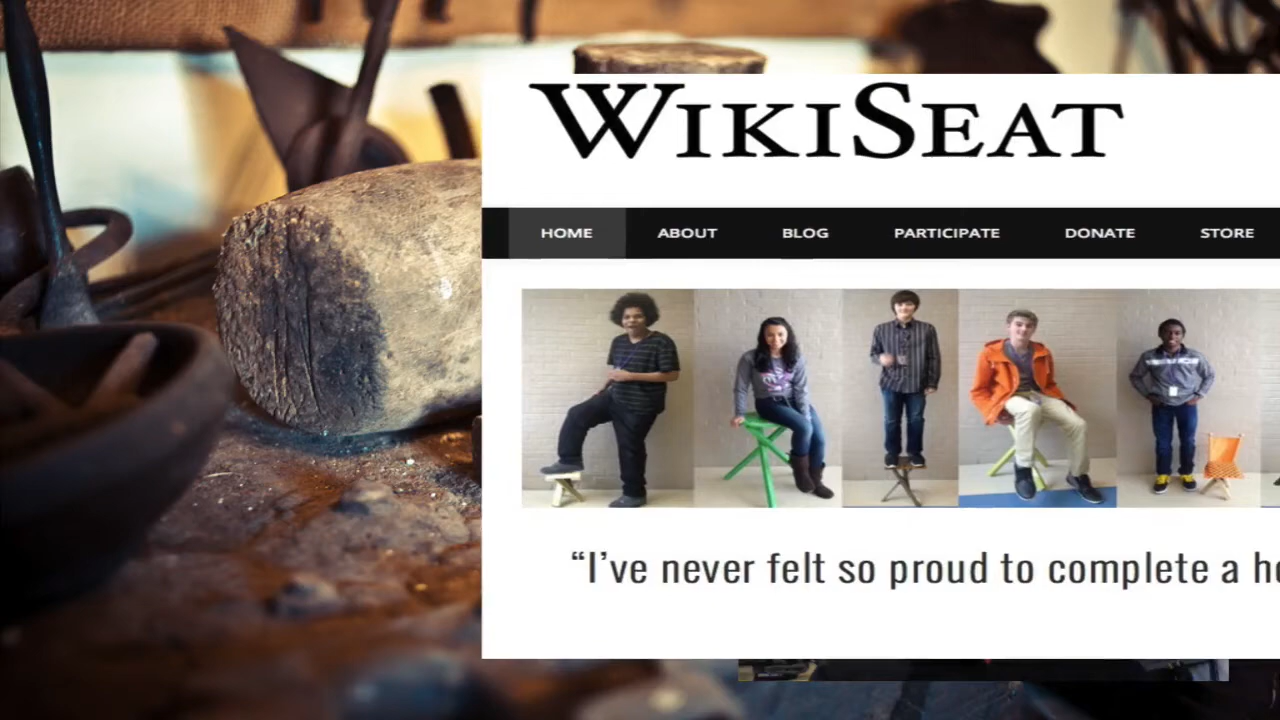 WIKISEAT
HOME ABOUT BLOG PARTICIPATE DONATE STORE
“I’ve never felt so proud to complete a